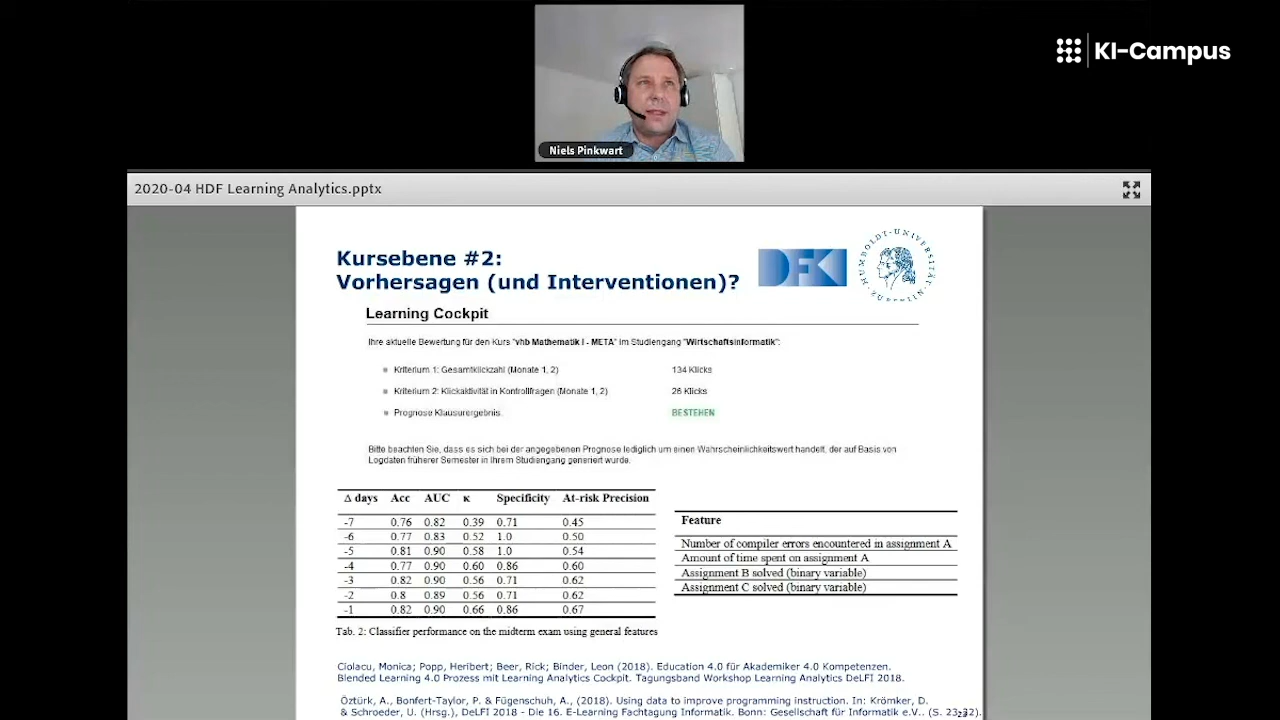 KI-Campus
Niels Pinkwart
2020-04 HDF Learning Analytics.pptx
Kursebene #2:
Vorhersagen (und Interventionen)?
DFKI
HUMBOLDT-UNIVERSITÄT ZU BERLIN
Learning Cockpit
Ihre aktuelle Bewertung für den Kurs "vhb Mathematik I - META" im Studiengang "Wirtschaftsinformatik":
Kriterium 1: Gesamtklickzahl (Monate 1, 2) 134 Klicks
Kriterium 2: Klickaktivität in Kontrollfragen (Monate 1, 2) 26 Klicks
Prognose Klausurergebnis: BESTEHEN
Bitte beachten Sie, dass es sich bei der angegebenen Prognose lediglich um einen Wahrscheinlichkeitswert handelt, der auf Basis von
Logdaten früherer Semester in Ihrem Studiengang generiert wurde.
Δ days Acc AUC κ Specificity At-risk Precision
-7 0.76 0.82 0.39 0.71 0.45
-6 0.77 0.83 0.52 1.0 0.50
-5 0.81 0.90 0.58 1.0 0.54
-4 0.77 0.90 0.60 0.86 0.60
-3 0.82 0.90 0.56 0.71 0.62
-2 0.8 0.89 0.56 0.71 0.62
-1 0.82 0.90 0.66 0.86 0.67
Tab. 2: Classifier performance on the midterm exam using general features
Feature
Number of compiler errors encountered in assignment A
Amount of time spent on assignment A
Assignment B solved (binary variable)
Assignment C solved (binary variable)
Ciolacu, Monica; Popp, Heribert; Beer, Rick; Binder, Leon (2018). Education 4.0 für Akademiker 4.0 Kompetenzen.
Blended Learning 4.0 Prozess mit Learning Analytics Cockpit. Tagungsband Workshop Learning Analytics DeLFI 2018.
Öztürk, A., Bonfert-Taylor, P. & Fügenschuh, A., (2018). Using data to improve programming instruction. In: Krömker, D.
& Schroeder, U. (Hrsg.), DeLFI 2018 - Die 16. E-Learning Fachtagung Informatik. Bonn: Gesellschaft für Informatik e.V.. (S. 23-32).